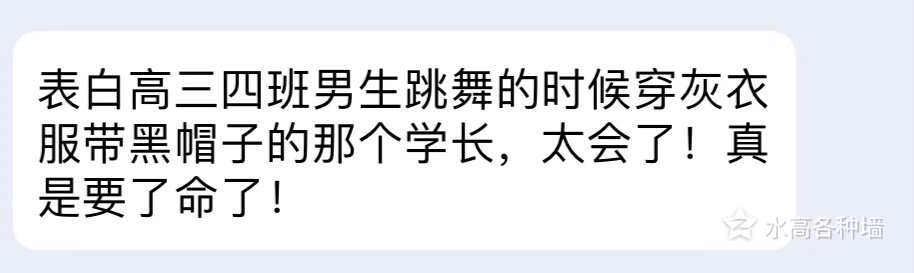 表白高三四班男生跳舞的时候穿灰衣
服带黑帽子的那个学长，太会了！真
是要了命了！
水高各种墙